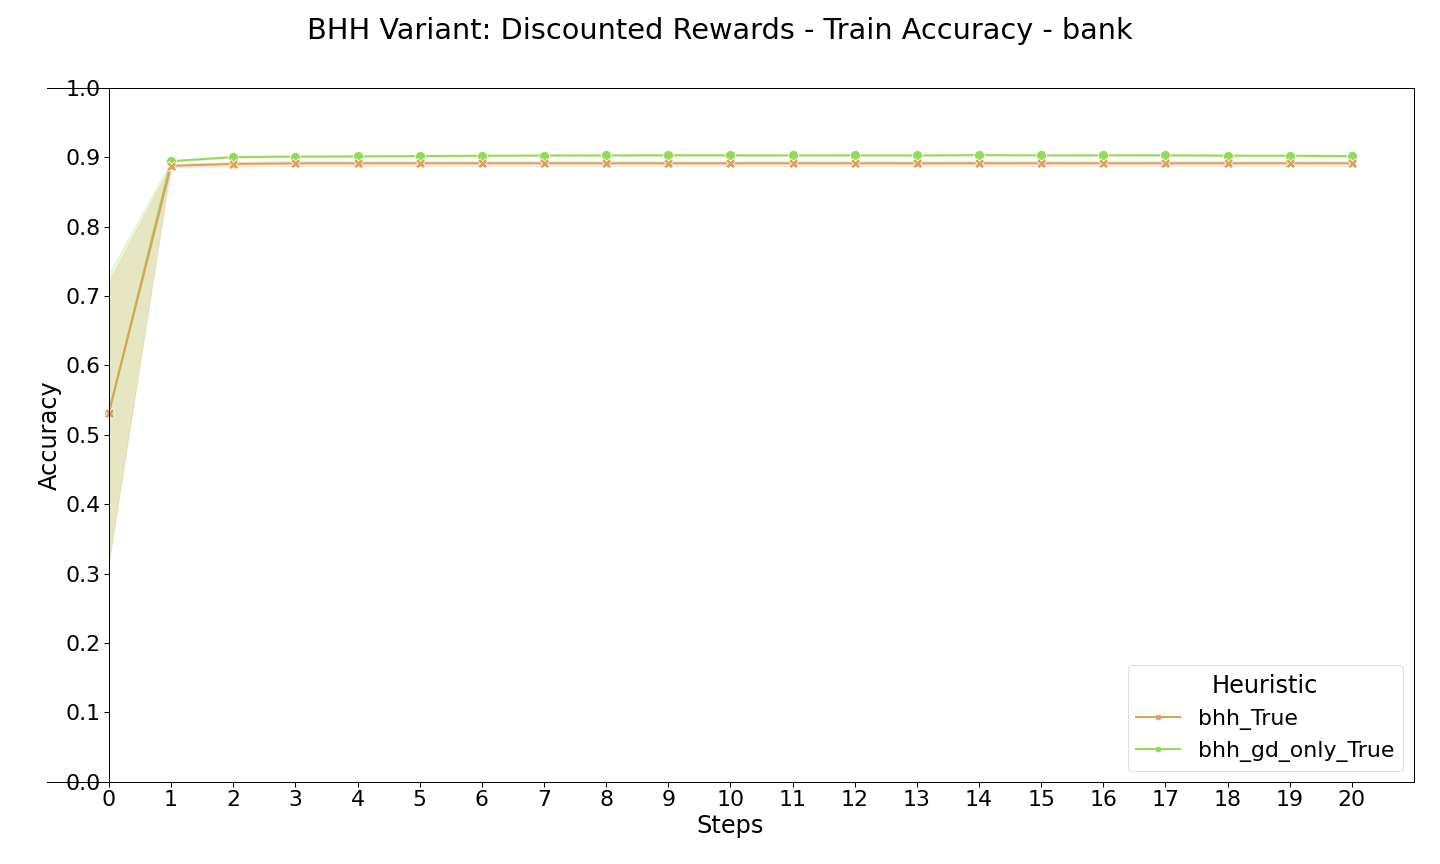 BHH Variant: Discounted Rewards - Train Accuracy - bank
1.0
0.9
0.8
0.7
0.6
0.5
0.4
0.3
0.2
0.1
0.0
Accuracy
Heuristic
bhh_True
bhh_gd_only_True
0 1 2 3 4 5 6 7 8 9 10 11 12 13 14 15 16 17 18 19 20
Steps